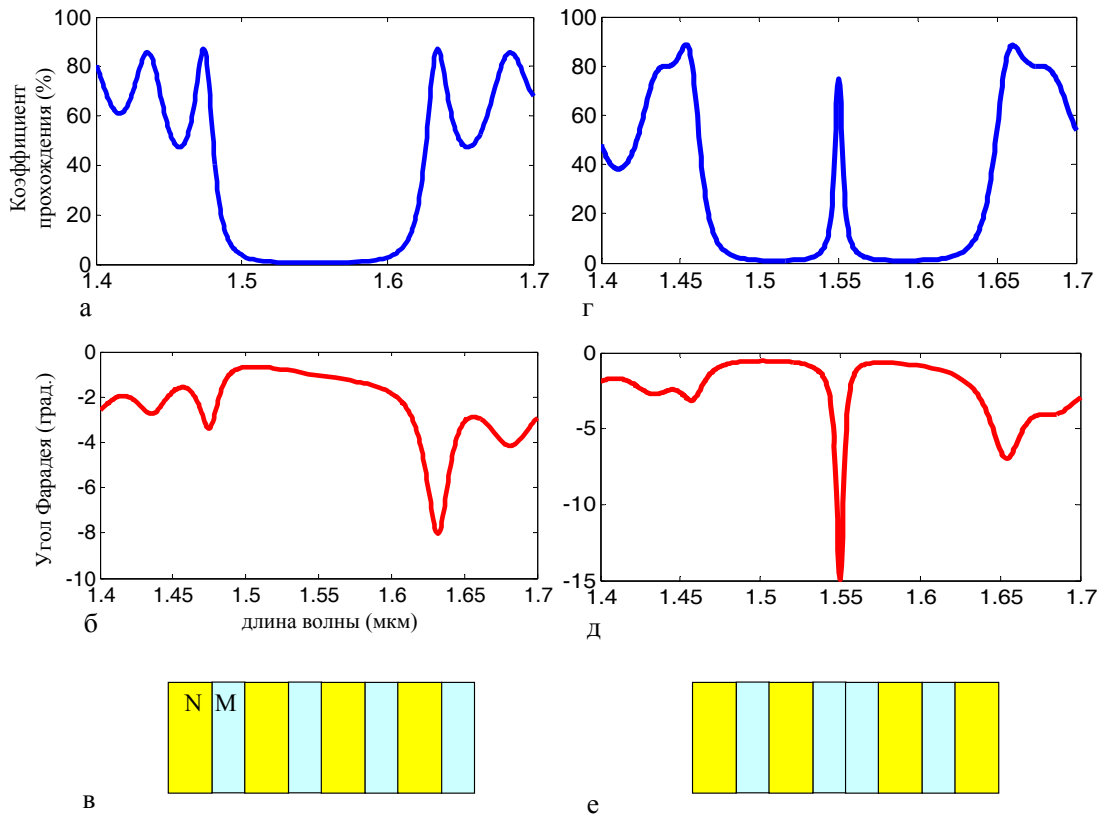 100
80
60
40
20
0
Коэффициент
прохождения (%)
1.4 1.5 1.6 1.7
а
100
80
60
40
20
0
1.4 1.45 1.5 1.55 1.6 1.65 1.7
г
0
-2
-4
-6
-8
-10
Угол Фарадея (град.)
1.4 1.45 1.5 1.55 1.6 1.65 1.7
длина волны (мкм)
б
0
-5
-10
-15
1.4 1.45 1.5 1.55 1.6 1.65 1.7
д
N M
в
е